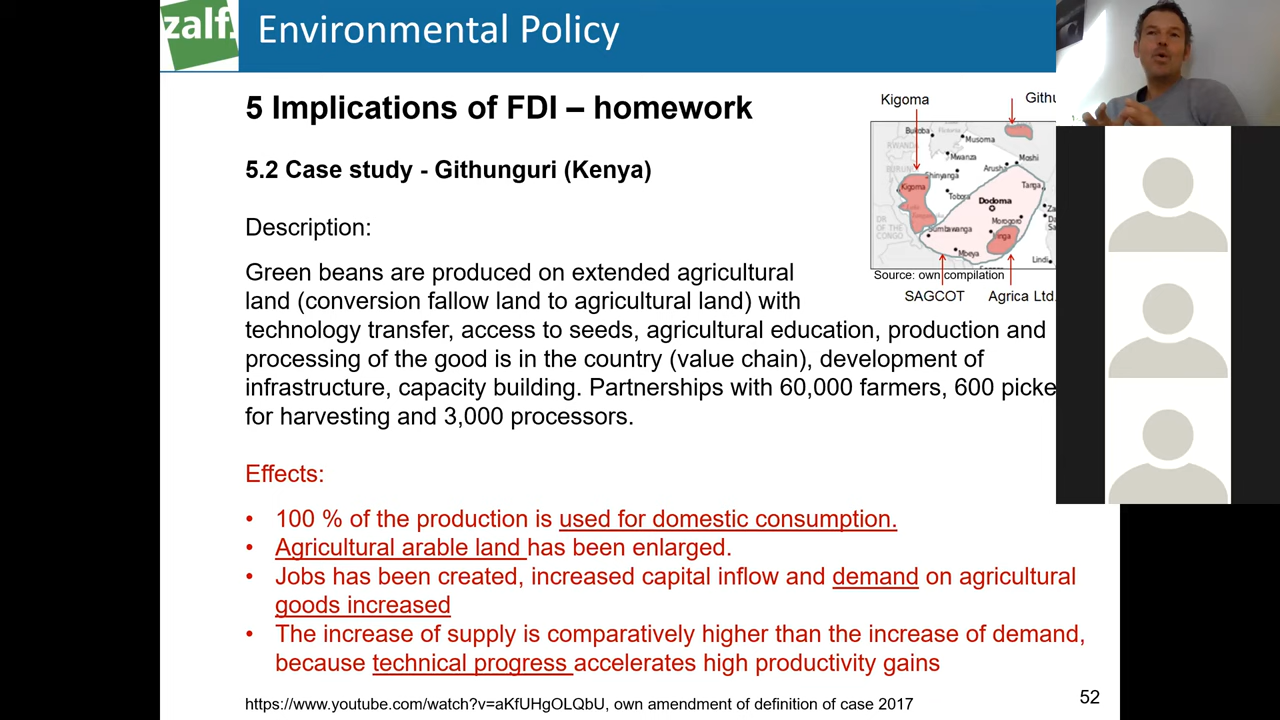 zalf.
Environmental Policy
5 Implications of FDI – homework
5.2 Case study - Githunguri (Kenya)
Description:
Green beans are produced on extended agricultural
land (conversion fallow land to agricultural land) with
technology transfer, access to seeds, agricultural education, production and
processing of the good is in the country (value chain), development of
infrastructure, capacity building. Partnerships with 60,000 farmers, 600 picke
for harvesting and 3,000 processors.
Kigoma
Githu
Bukoba
Musoma
RWANDA
Mwanza
Moshi
Arush
Shinyanga
Kigoma
Tabora
Tanga
Dodoma
Morogoro
DR
OF THE
CONGO
Sumbawanga
Iringa
Mbeya
Lindi
Source: own compilation
SAGCOT
Agrica Ltd.
Effects:
• 100 % of the production is used for domestic consumption.
• Agricultural arable land has been enlarged.
• Jobs has been created, increased capital inflow and demand on agricultural
goods increased
• The increase of supply is comparatively higher than the increase of demand,
because technical progress accelerates high productivity gains
https://www.youtube.com/watch?v=aKfUHgOLQbU, own amendment of definition of case 2017
52